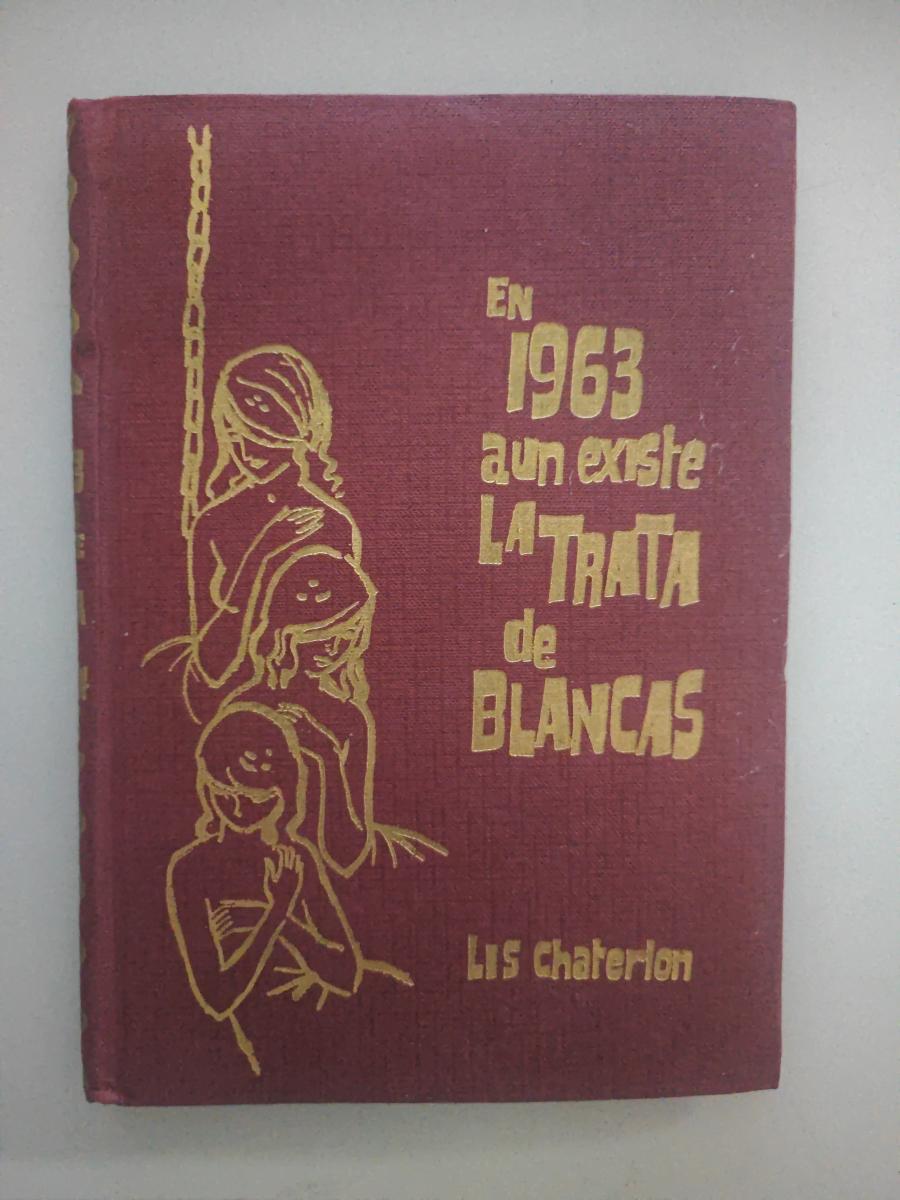 EN
1963
aun existe
LA TRATA
de
BLANCAS
LIS Chaterlon